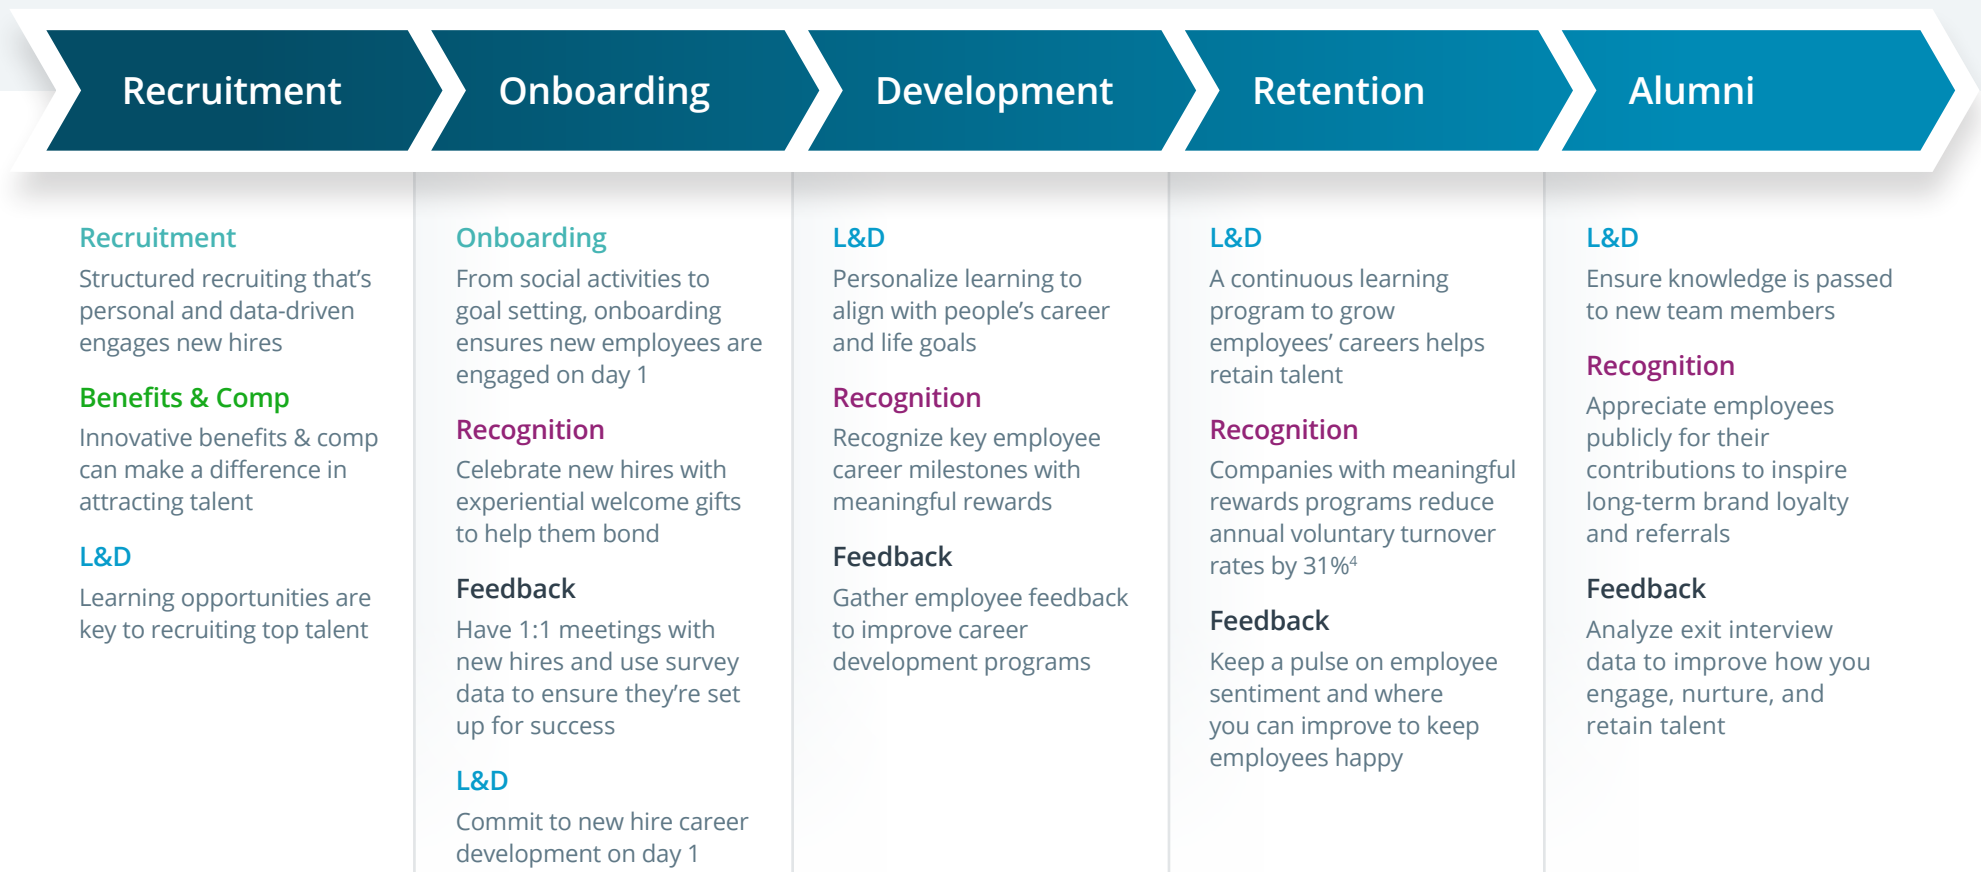 Recruitment
Onboarding
Development
Retention
Alumni
Recruitment
Structured recruiting that’s
personal and data-driven
engages new hires
Benefits & Comp
Innovative benefits & comp
can make a difference in
attracting talent
L&D
Learning opportunities are
key to recruiting top talent
Onboarding
From social activities to
goal setting, onboarding
ensures new employees are
engaged on day 1
Recognition
Celebrate new hires with
experiential welcome gifts
to help them bond
Feedback
Have 1:1 meetings with
new hires and use survey
data to ensure they’re set
up for success
L&D
Commit to new hire career
development on day 1
L&D
Personalize learning to
align with people’s career
and life goals
Recognition
Recognize key employee
career milestones with
meaningful rewards
Feedback
Gather employee feedback
to improve career
development programs
L&D
A continuous learning
program to grow
employees’ careers helps
retain talent
Recognition
Companies with meaningful
rewards programs reduce
annual voluntary turnover
rates by 31%⁴
Feedback
Keep a pulse on employee
sentiment and where
you can improve to keep
employees happy
L&D
Ensure knowledge is passed
to new team members
Recognition
Appreciate employees
publicly for their
contributions to inspire
long-term brand loyalty
and referrals
Feedback
Analyze exit interview
data to improve how you
engage, nurture, and
retain talent